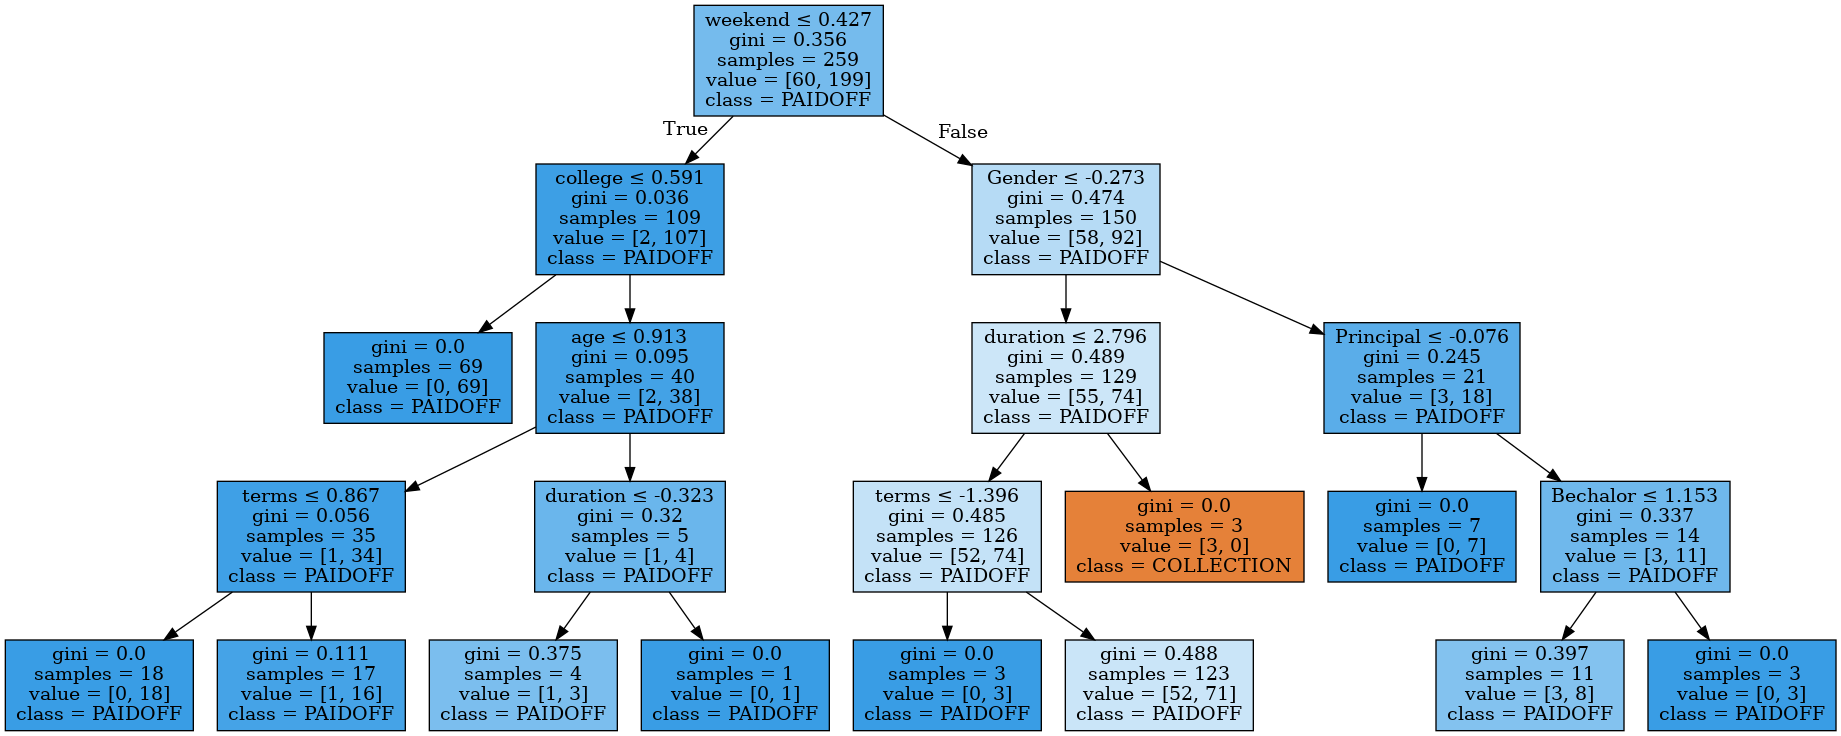 weekend ≤ 0.427
gini = 0.356
samples = 259
value = [60, 199]
class = PAIDOFF
True
False
college ≤ 0.591
gini = 0.036
samples = 109
value = [2, 107]
class = PAIDOFF
Gender ≤ -0.273
gini = 0.474
samples = 150
value = [58, 92]
class = PAIDOFF
gini = 0.0
samples = 69
value = [0, 69]
class = PAIDOFF
age ≤ 0.913
gini = 0.095
samples = 40
value = [2, 38]
class = PAIDOFF
duration ≤ 2.796
gini = 0.489
samples = 129
value = [55, 74]
class = PAIDOFF
Principal ≤ -0.076
gini = 0.245
samples = 21
value = [3, 18]
class = PAIDOFF
terms ≤ 0.867
gini = 0.056
samples = 35
value = [1, 34]
class = PAIDOFF
duration ≤ -0.323
gini = 0.32
samples = 5
value = [1, 4]
class = PAIDOFF
terms ≤ -1.396
gini = 0.485
samples = 126
value = [52, 74]
class = PAIDOFF
gini = 0.0
samples = 3
value = [3, 0]
class = COLLECTION
gini = 0.0
samples = 7
value = [0, 7]
class = PAIDOFF
Bechalor ≤ 1.153
gini = 0.337
samples = 14
value = [3, 11]
class = PAIDOFF
gini = 0.0
samples = 18
value = [0, 18]
class = PAIDOFF
gini = 0.111
samples = 17
value = [1, 16]
class = PAIDOFF
gini = 0.375
samples = 4
value = [1, 3]
class = PAIDOFF
gini = 0.0
samples = 1
value = [0, 1]
class = PAIDOFF
gini = 0.0
samples = 3
value = [0, 3]
class = PAIDOFF
gini = 0.488
samples = 123
value = [52, 71]
class = PAIDOFF
gini = 0.397
samples = 11
value = [3, 8]
class = PAIDOFF
gini = 0.0
samples = 3
value = [0, 3]
class = PAIDOFF